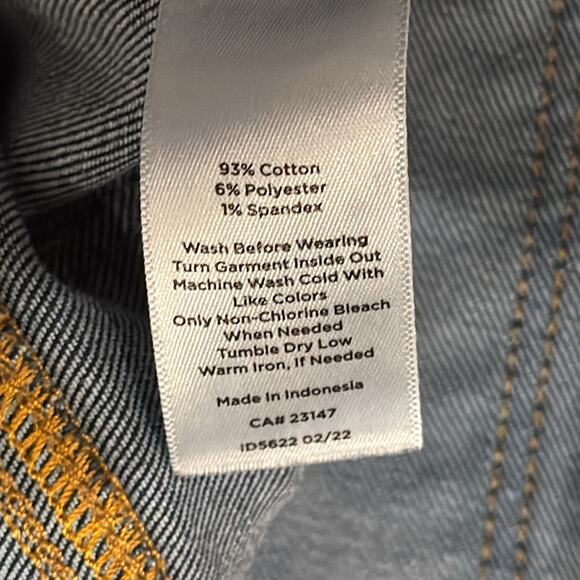 93% Cotton
6% Polyester
1% Spandex
Wash Before Wearing
Turn Garment Inside Out
Machine Wash Cold With
Like Colors
Only Non-Chlorine Bleach
When Needed
Tumble Dry Low
Warm Iron, If Needed
Made in Indonesia
CA# 23147
ID5622 02/22